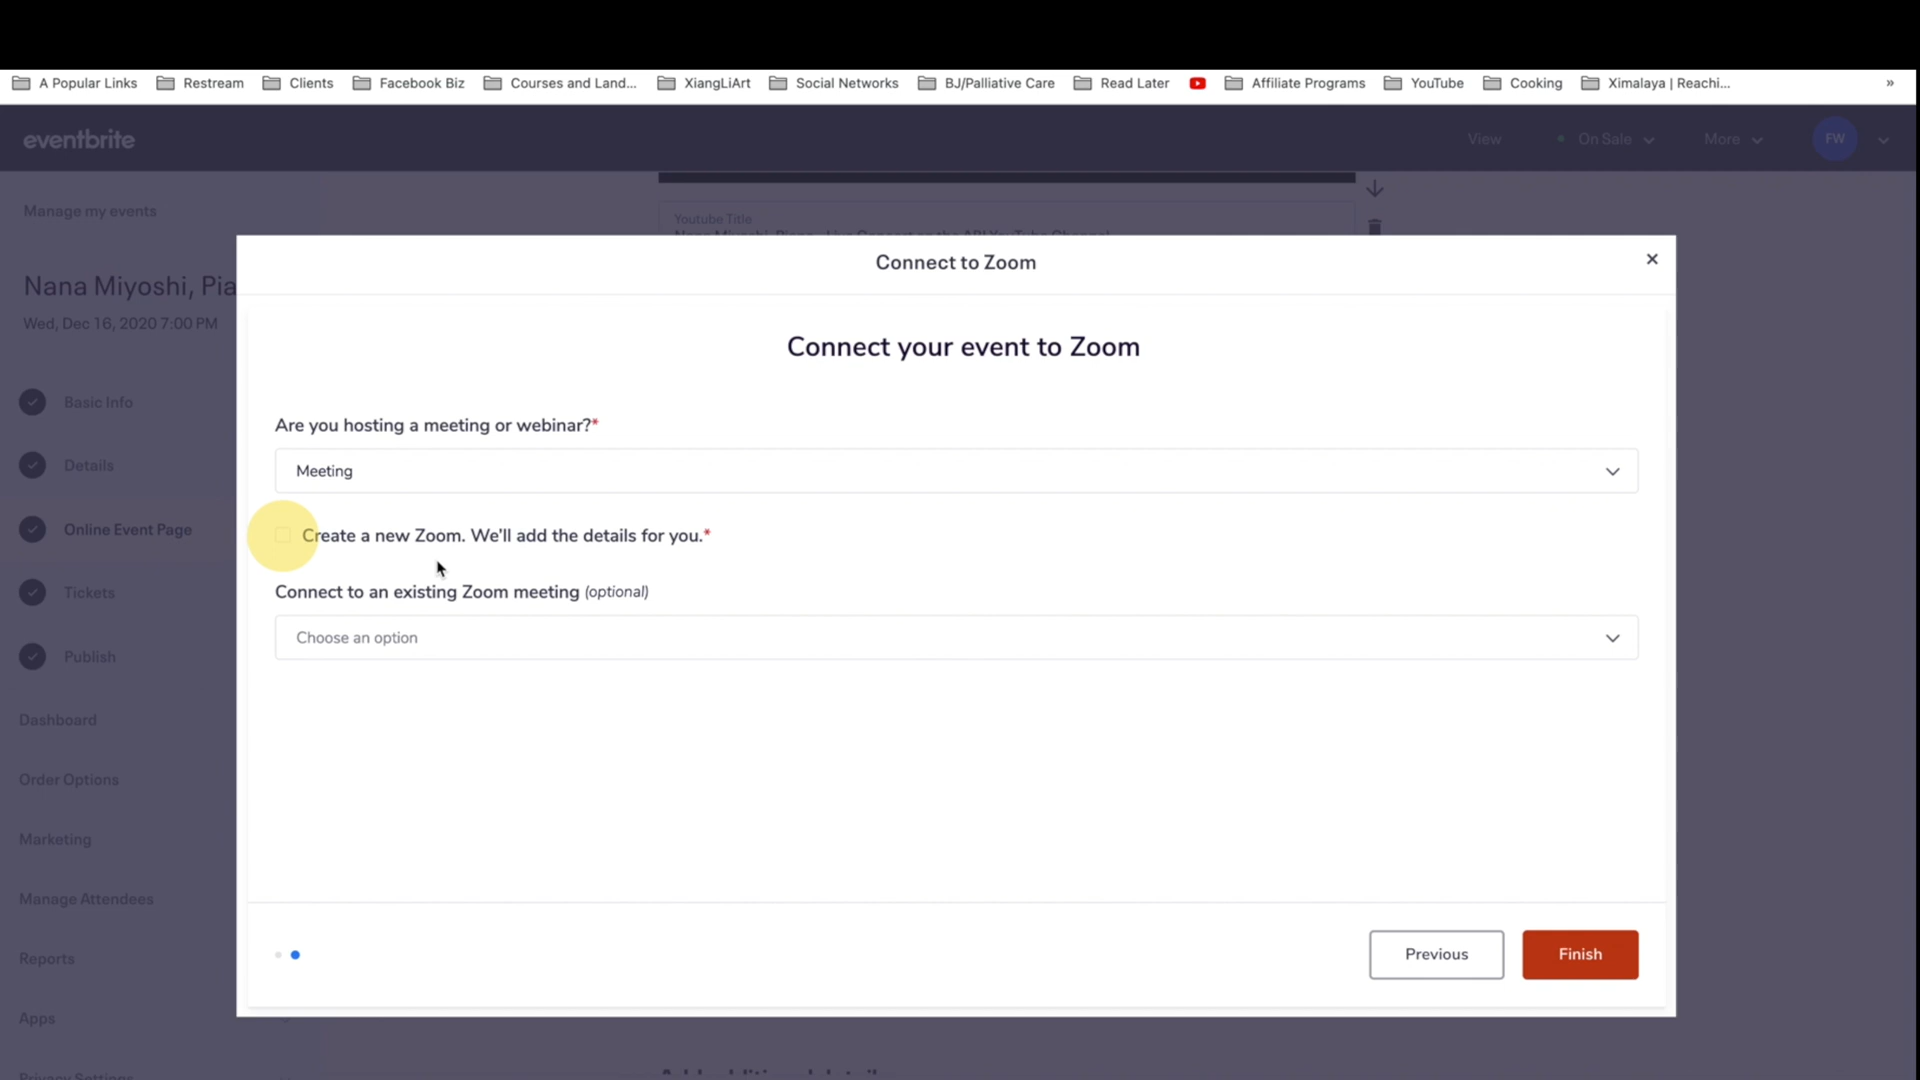 A Popular Links Restream Clients Facebook Biz Courses and Land... XiangLiArt Social Networks BJ/Palliative Care Read Later Affiliate Programs YouTube Cooking Ximalaya | Reachi... »
eventbrite View On Sale More FW
Manage my events
Youtube Title
Nana Miyoshi, Pia
Wed, Dec 16, 2020 7:00 PM
Basic Info
Details
Online Event Page
Tickets
Publish
Dashboard
Order Options
Marketing
Manage Attendees
Reports
Apps
Privacy Settings
Connect to Zoom
Connect your event to Zoom
Are you hosting a meeting or webinar?*
Meeting
Create a new Zoom. We'll add the details for you.*
Connect to an existing Zoom meeting (optional)
Choose an option
Previous Finish